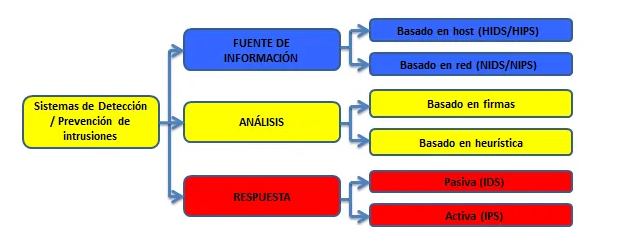 Sistemas de Detección
/ Prevención de
intrusiones
FUENTE DE
INFORMACIÓN
Basado en host (HIDS/HIPS)
Basado en red (NIDS/NIPS)
ANÁLISIS
Basado en firmas
Basado en heurística
RESPUESTA
Pasiva (IDS)
Activa (IPS)